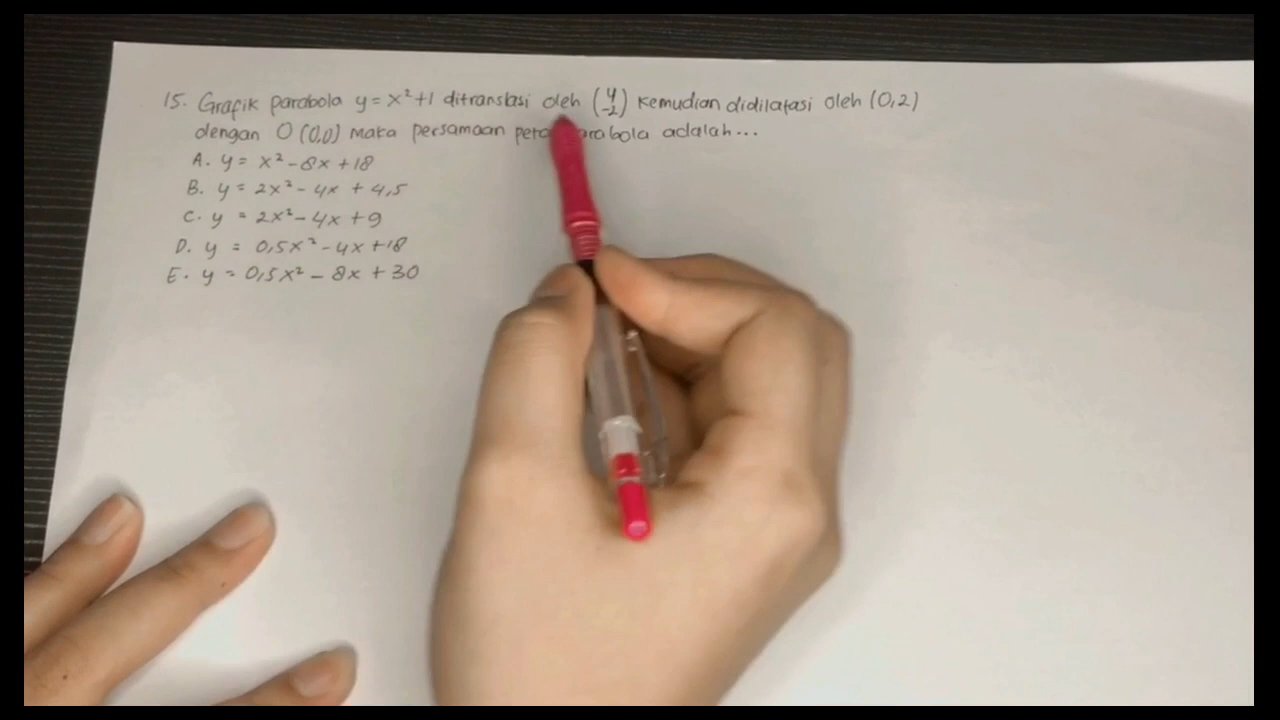 15. Grafik parabola y = x² + 1 ditranslasi oleh (4 -2) kemudian didilatasi oleh (0,2)
dengan O (0,0) maka persamaan adalah...
A. y = x² - 8x + 18
B. y = 2x² - 4x + 4,5
C. y = 2x² - 4x + 9
D. y = 0,5x² - 4x + 18
E. y = 0,5x² - 8x + 30